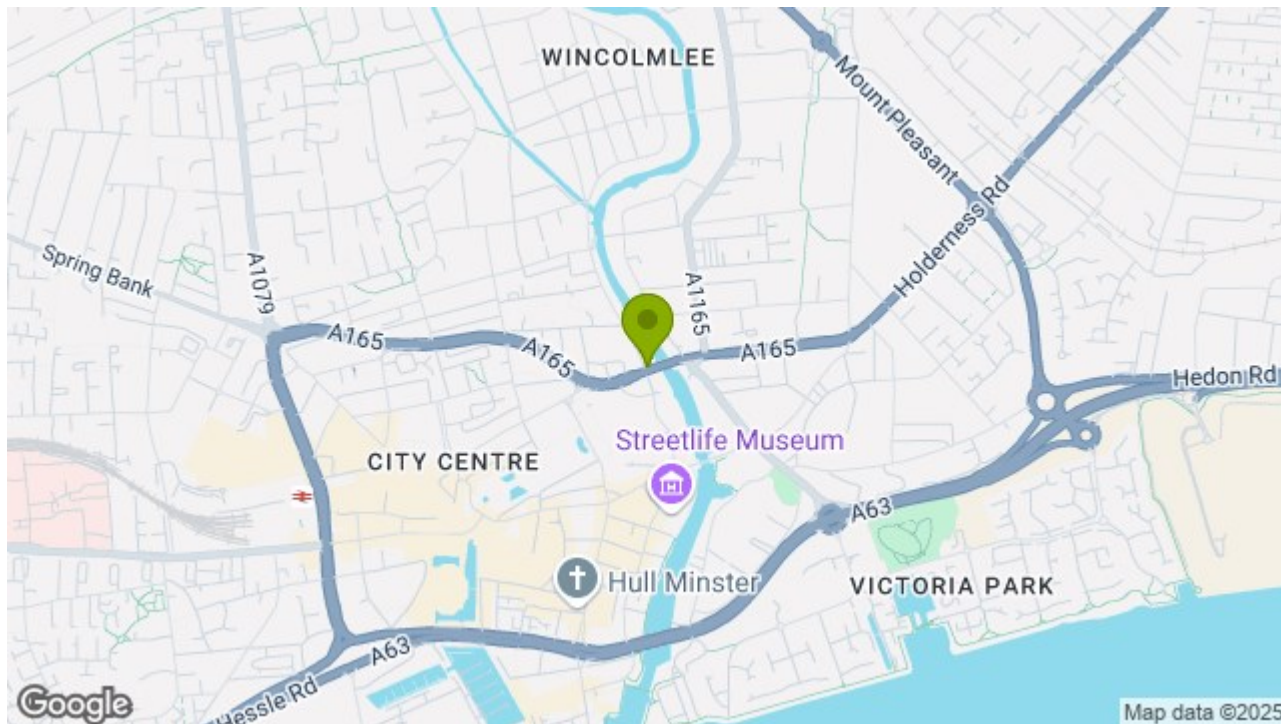 WINCOLMLEE
Mount Pleasant
Holderness Rd
Spring Bank
A1079
A1165
A165
A165
A165
Hedon Rd
Streetlife Museum
CITY CENTRE
A63
Hull Minster
VICTORIA PARK
A63
Hessle Rd
Google
Map data ©2025